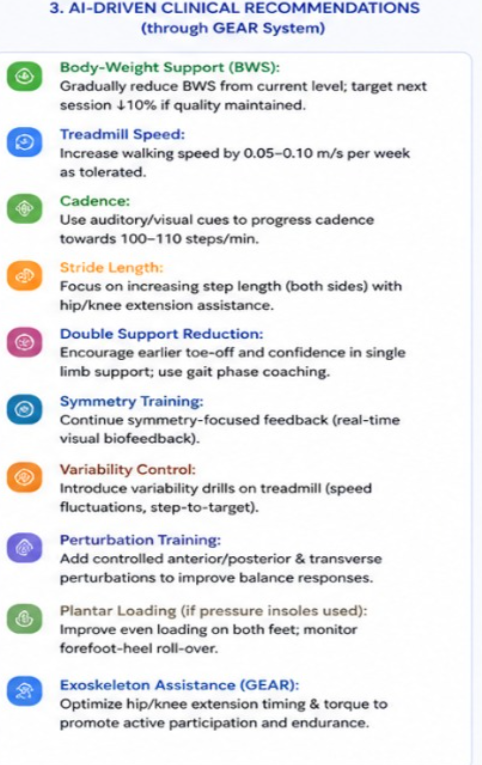 3. AI-DRIVEN CLINICAL RECOMMENDATIONS
(through GEAR System)
Body-Weight Support (BWS):
Gradually reduce BWS from current level; target next
session ↓10% if quality maintained.
Treadmill Speed:
Increase walking speed by 0.05–0.10 m/s per week
as tolerated.
Cadence:
Use auditory/visual cues to progress cadence
towards 100–110 steps/min.
Stride Length:
Focus on increasing step length (both sides) with
hip/knee extension assistance.
Double Support Reduction:
Encourage earlier toe-off and confidence in single
limb support; use gait phase coaching.
Symmetry Training:
Continue symmetry-focused feedback (real-time
visual biofeedback).
Variability Control:
Introduce variability drills on treadmill (speed
fluctuations, step-to-target).
Perturbation Training:
Add controlled anterior/posterior & transverse
perturbations to improve balance responses.
Plantar Loading (if pressure insoles used):
Improve even loading on both feet; monitor
forefoot-heel roll-over.
Exoskeleton Assistance (GEAR):
Optimize hip/knee extension timing & torque to
promote active participation and endurance.